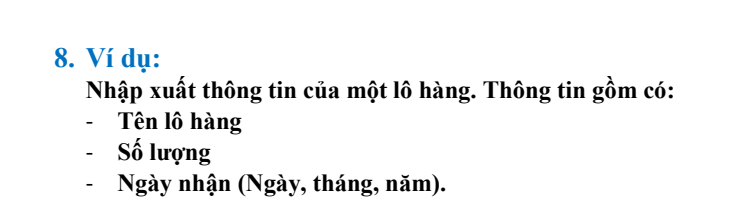 8. Ví dụ:
Nhập xuất thông tin của một lô hàng. Thông tin gồm có:
- Tên lô hàng
- Số lượng
- Ngày nhận (Ngày, tháng, năm).